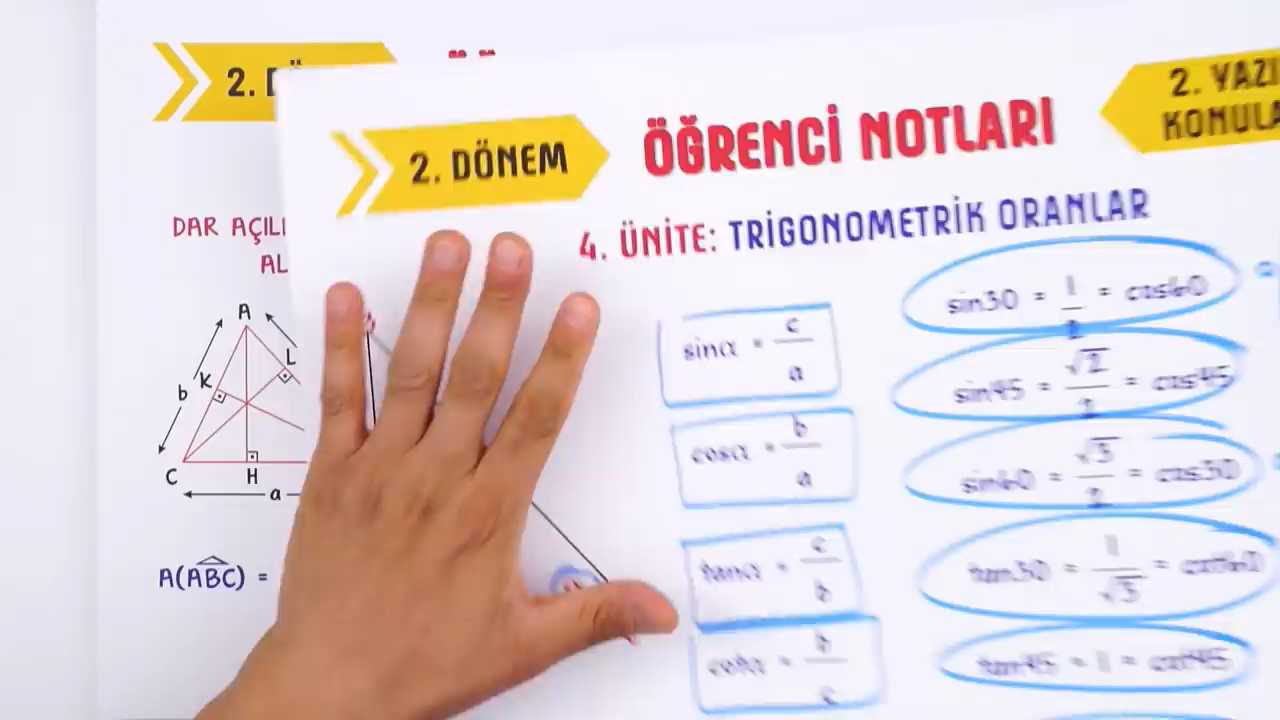 2. DÖ
2. DÖNEM
ÖĞRENCİ NOTLARI
2. YAZI
KONULA
4. ÜNİTE: TRİGONOMETRİK ORANLAR
DAR AÇILI
AL
A
K
L
b
C
H
a
A(ABC) =
sinα = c/a
cosα = b/a
tanα = c/b
cotα = b/c
sin30 = 1/2 = cos60
sin45 = √2/2 = cos45
sin60 = √3/2 = cos30
tan30 = 1/√3 = cot60
tan45 = 1 = cot45